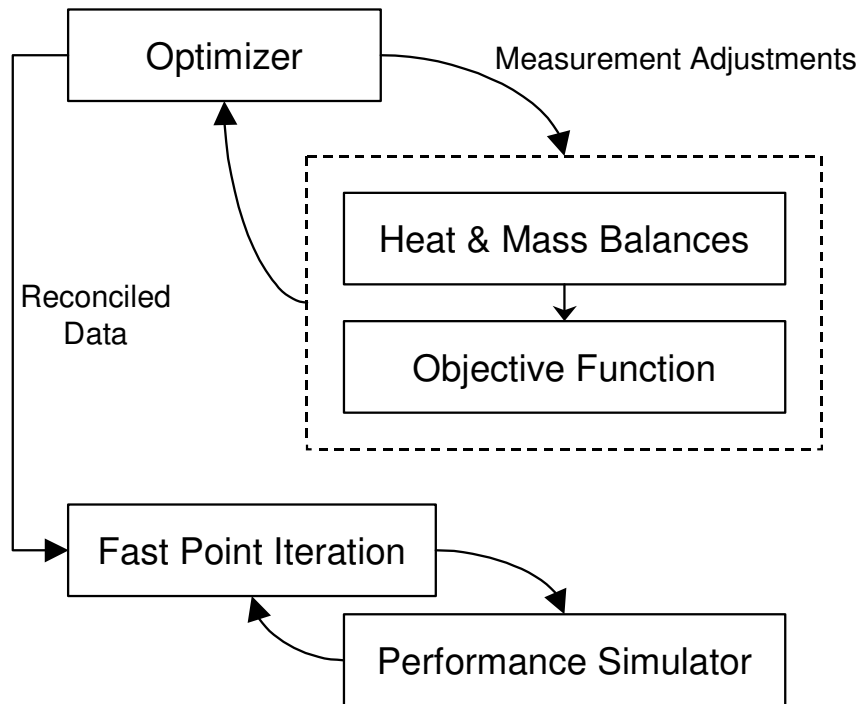 Optimizer
Measurement Adjustments
Heat & Mass Balances
Reconciled
Data
Objective Function
Fast Point Iteration
Performance Simulator